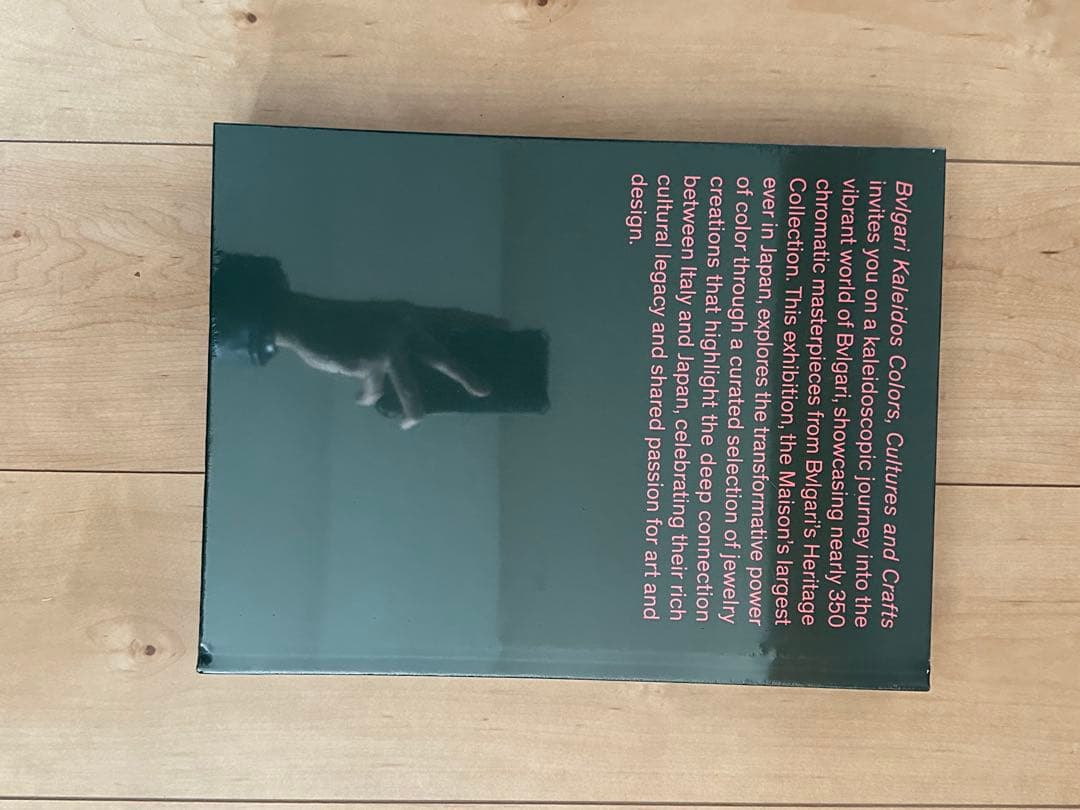 Bvlgari Kaleidos Colors, Cultures and Crafts
invites you on a kaleidoscopic journey into the
vibrant world of Bvlgari, showcasing nearly 350
chromatic masterpieces from Bvlgari's Heritage
Collection. This exhibition, the Maison's largest
ever in Japan, explores the transformative power
of color through a curated selection of jewelry
creations that highlight the deep connection
between Italy and Japan, celebrating their rich
cultural legacy and shared passion for art and
design.